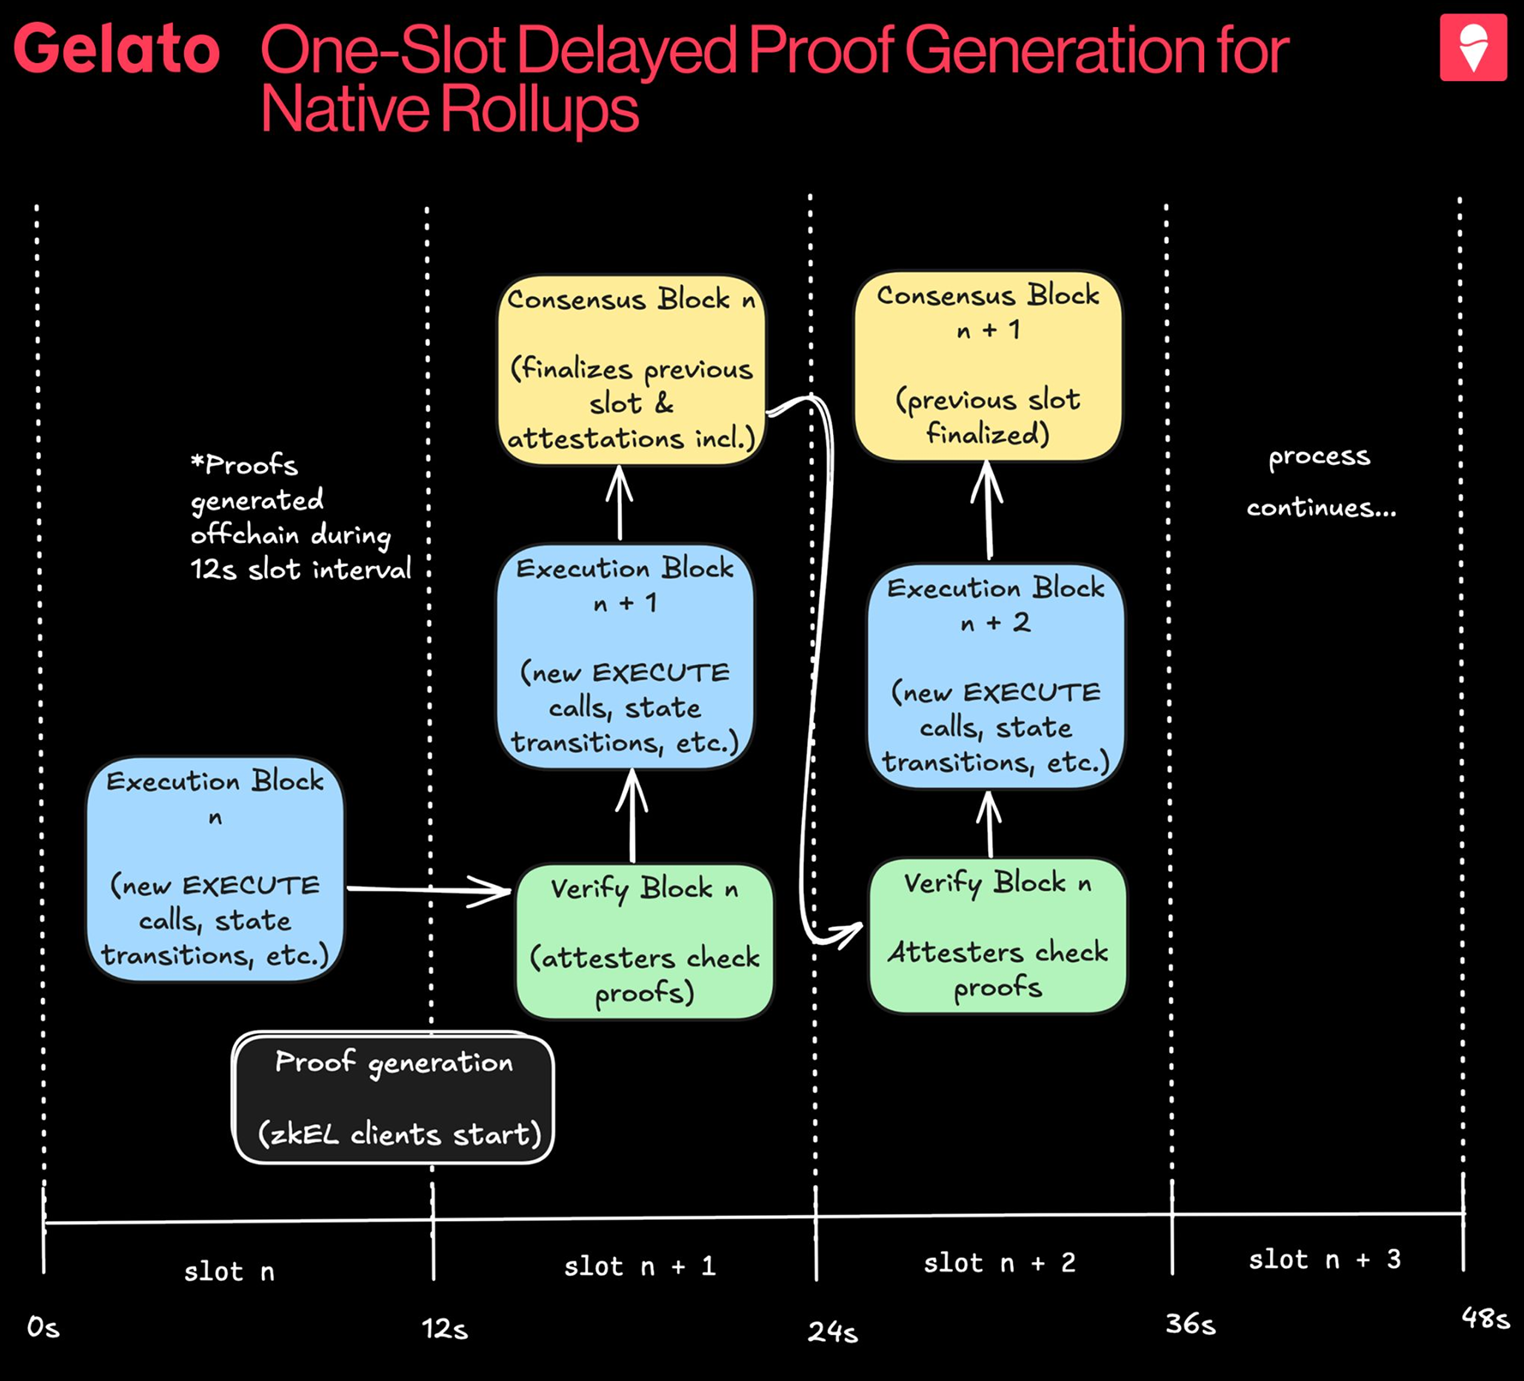 Gelato
One-Slot Delayed Proof Generation for
Native Rollups
*Proofs
generated
offchain during
12s slot interval
Execution Block
n
(new EXECUTE
calls, state
transitions, etc.)
Proof generation
(zkEL clients start)
Consensus Block n
(finalizes previous
slot &
attestations incl.)
Execution Block
n + 1
(new EXECUTE
calls, state
transitions, etc.)
Verify Block n
(attesters check
proofs)
Consensus Block
n + 1
(previous slot
finalized)
Execution Block
n + 2
(new EXECUTE
calls, state
transitions, etc.)
Verify Block n
Attesters check
proofs
process
continues...
slot n
slot n + 1
slot n + 2
slot n + 3
0s
12s
24s
36s
48s